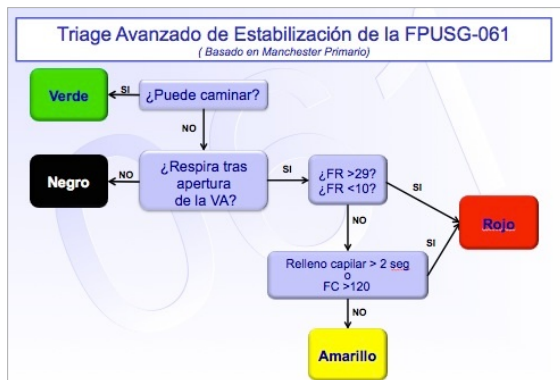 Triage Avanzado de Estabilización de la FPUSG-061
( Basado en Manchester Primario)
Verde
SI
¿Puede caminar?
NO
Negro
NO
¿Respira tras
apertura
de la VA?
SI
¿FR >29?
¿FR <10?
SI
Rojo
NO
SI
Relleno capilar > 2 seg
o
FC >120
NO
Amarillo
061